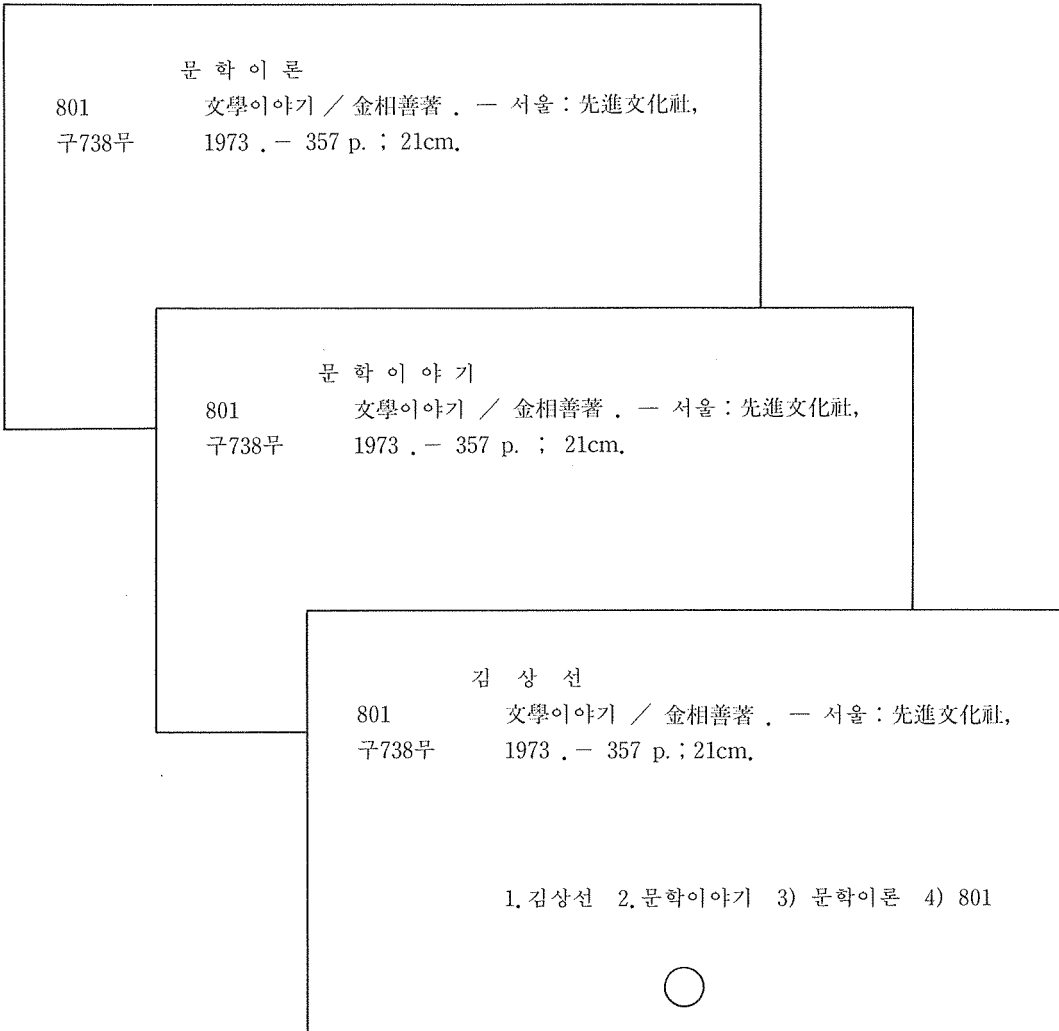 문 학 이 론
801 文學이야기 / 金相善著 . — 서울 : 先進文化社,
구738무 1973 . — 357 p. ; 21cm.
문 학 이 야 기
801 文學이야기 / 金相善著 . — 서울 : 先進文化社,
구738무 1973 . — 357 p. ; 21cm.
김 상 선
801 文學이야기 / 金相善著 . — 서울 : 先進文化社,
구738무 1973 . — 357 p. ; 21cm.
1. 김상선 2. 문학이야기 3) 문학이론 4) 801